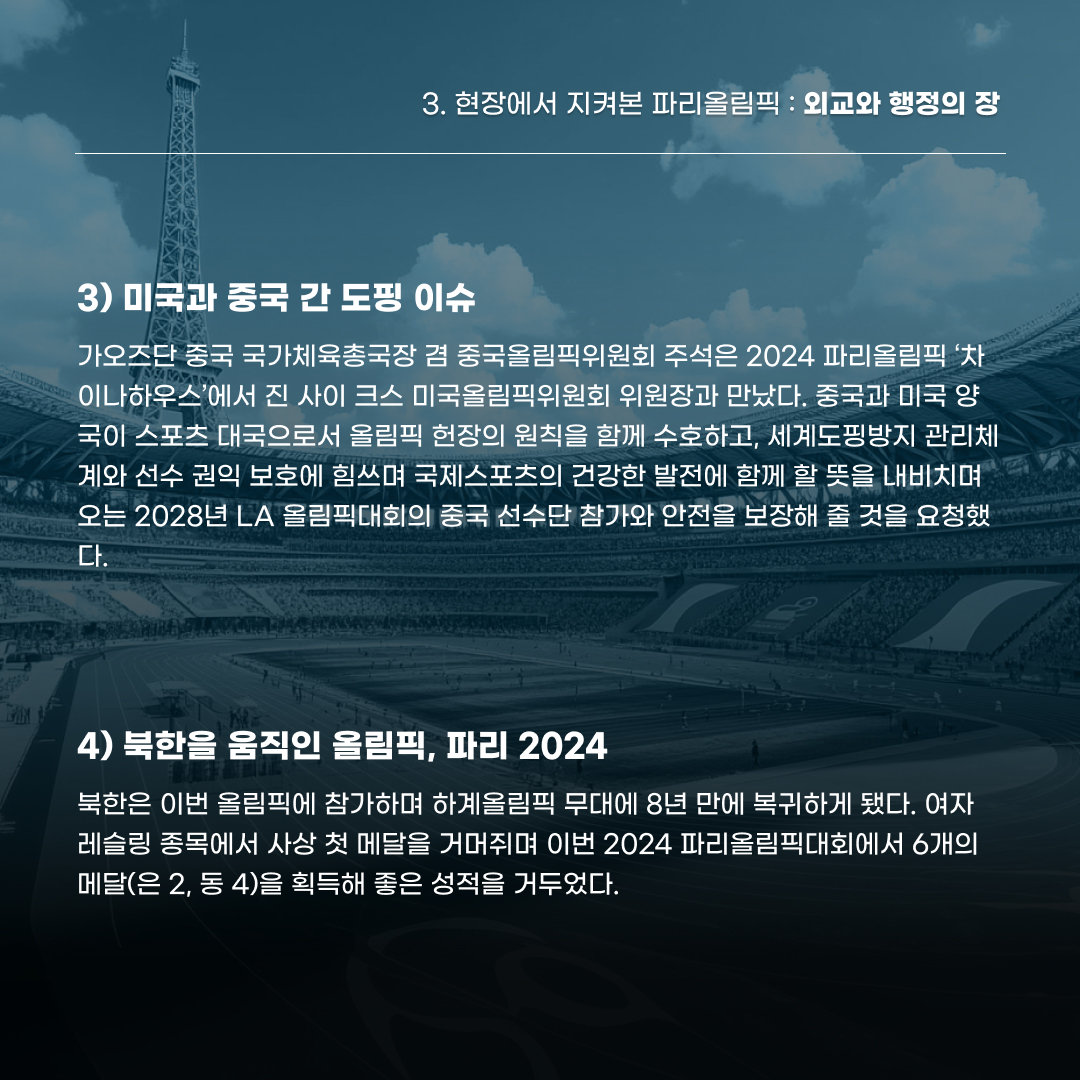 3. 현장에서 지켜본 파리올림픽 : 외교와 행정의 장
3) 미국과 중국 간 도핑 이슈
가오즈단 중국 국가체육총국장 겸 중국올림픽위원회 주석은 2024 파리올림픽 ‘차
이나하우스’에서 진 사이 크스 미국올림픽위원회 위원장과 만났다. 중국과 미국 양
국이 스포츠 대국으로서 올림픽 헌장의 원칙을 함께 수호하고, 세계도핑방지 관리체
계와 선수 권익 보호에 힘쓰며 국제스포츠의 건강한 발전에 함께 할 뜻을 내비치며
오는 2028년 LA 올림픽대회의 중국 선수단 참가와 안전을 보장해 줄 것을 요청했
다.
4) 북한을 움직인 올림픽, 파리 2024
북한은 이번 올림픽에 참가하며 하계올림픽 무대에 8년 만에 복귀하게 됐다. 여자
레슬링 종목에서 사상 첫 메달을 거머쥐며 이번 2024 파리올림픽대회에서 6개의
메달(은 2, 동 4)을 획득해 좋은 성적을 거두었다.